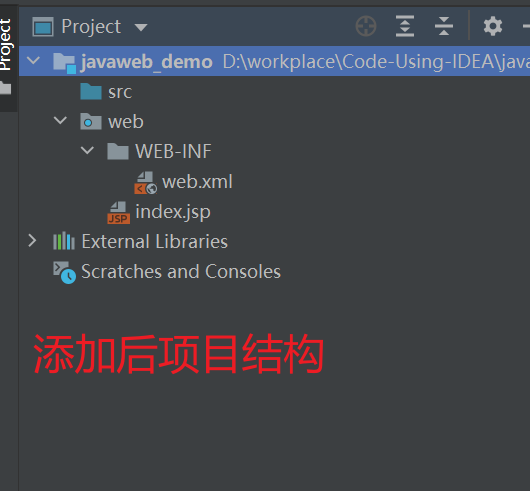 Project
Project
javaweb_demo D:\workplace\Code-Using-IDEA\java
src
web
WEB-INF
web.xml
JSP index.jsp
External Libraries
Scratches and Consoles
添加后项目结构